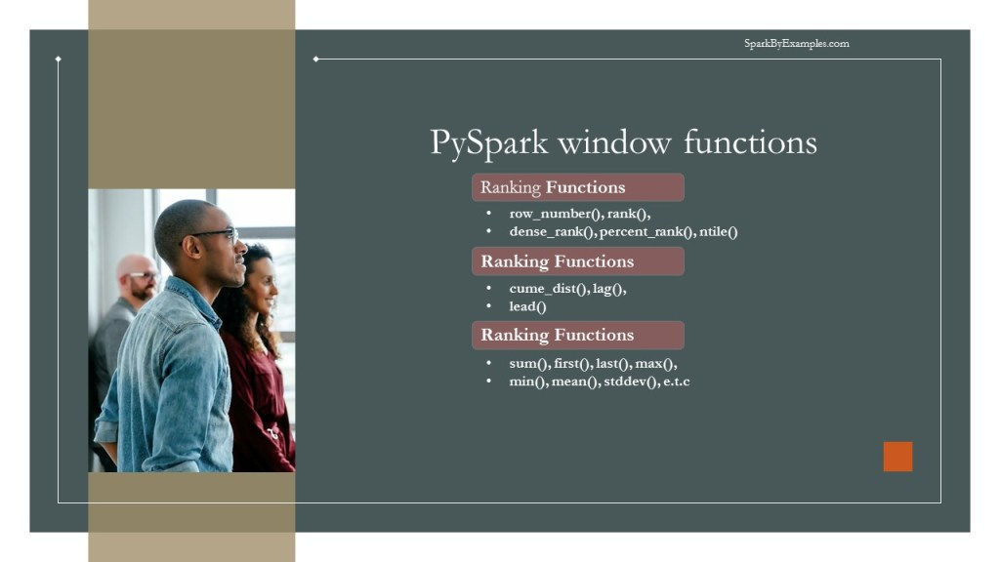 SparkByExamples.com
PySpark window functions
Ranking Functions
• row_number(), rank(),
• dense_rank(), percent_rank(), ntile()
Ranking Functions
• cume_dist(), lag(),
• lead()
Ranking Functions
• sum(), first(), last(), max(),
• min(), mean(), stddev(), e.t.c